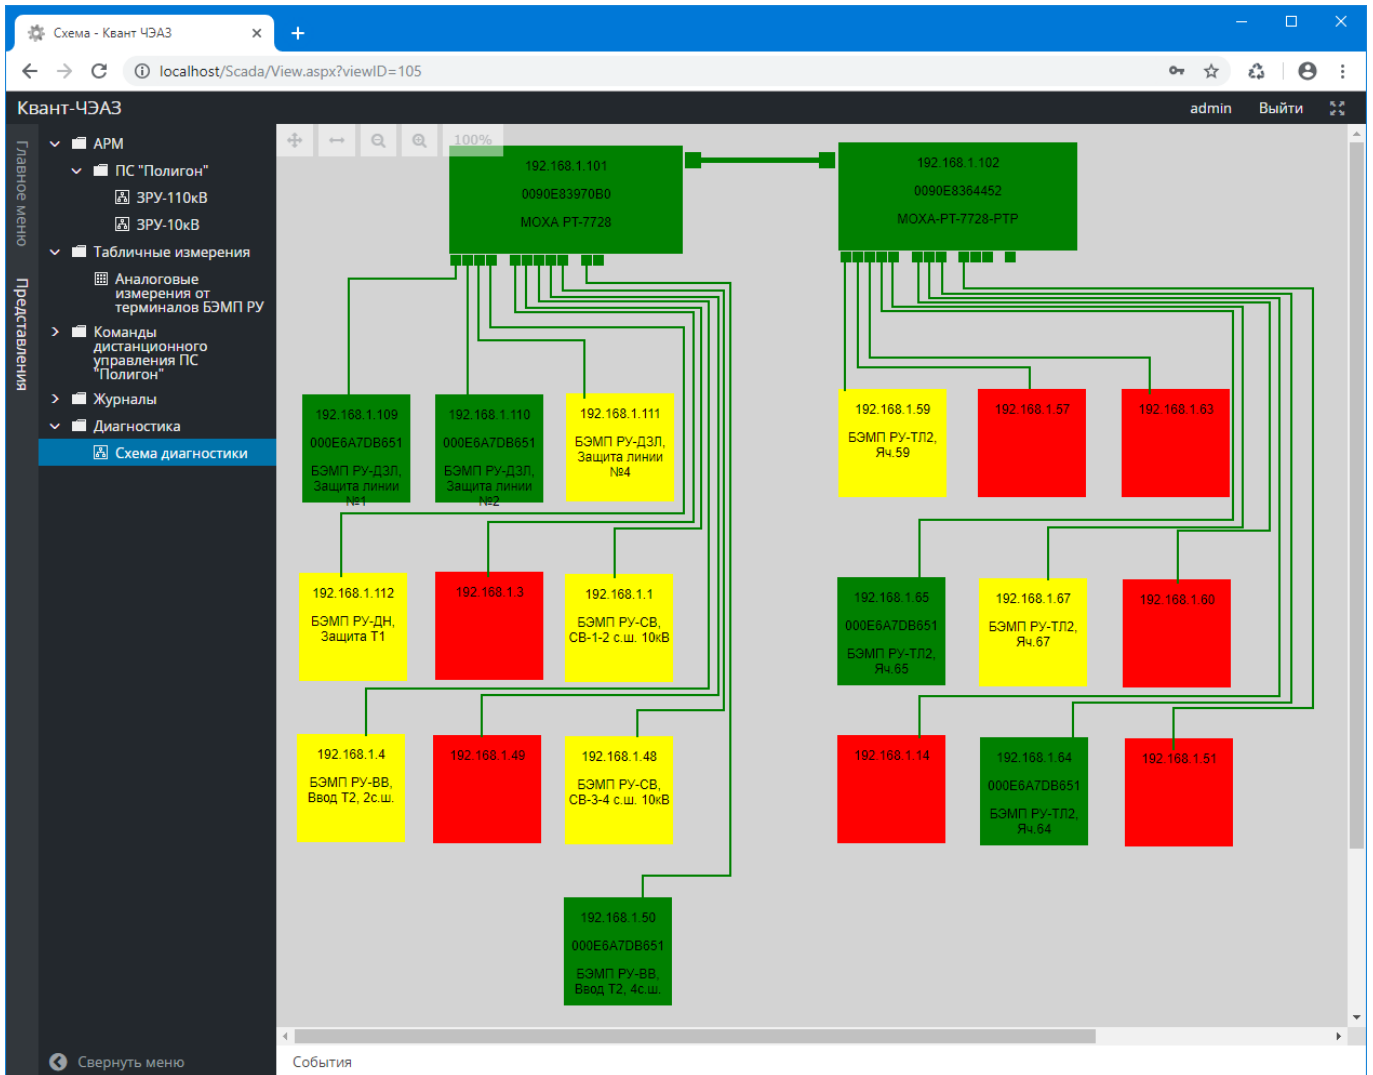 Схема - Квант ЧЭАЗ
localhost/Scada/View.aspx?viewID=105
Квант-ЧЭАЗ
admin
Выйти
Главное меню
Представления
АРМ
ПС "Полигон"
ЗРУ-110кВ
ЗРУ-10кВ
Табличные измерения
Аналоговые
измерения от
терминалов БЭМП РУ
Команды
дистанционного
управления ПС
"Полигон"
Журналы
Диагностика
Схема диагностики
Свернуть меню
100%
192.168.1.101
0090E83970B0
MOXA PT-7728
192.168.1.102
0090E8364452
MOXA-PT-7728-PTP
192.168.1.109
000E6A7DB651
БЭМП РУ-ДЗЛ,
Защита линии
№1
192.168.1.110
000E6A7DB651
БЭМП РУ-ДЗЛ,
Защита линии
№2
192.168.1.111
БЭМП РУ-ДЗЛ,
Защита линии
№4
192.168.1.59
БЭМП РУ-ТЛ2,
Яч.59
192.168.1.57
192.168.1.63
192.168.1.112
БЭМП РУ-ДН,
Защита Т1
192.168.1.3
192.168.1.1
БЭМП РУ-СВ,
СВ-1-2 с.ш. 10кВ
192.168.1.65
000E6A7DB651
БЭМП РУ-ТЛ2,
Яч.65
192.168.1.67
БЭМП РУ-ТЛ2,
Яч.67
192.168.1.60
192.168.1.4
БЭМП РУ-ВВ,
Ввод Т2, 2с.ш.
192.168.1.49
192.168.1.48
БЭМП РУ-СВ,
СВ-3-4 с.ш. 10кВ
192.168.1.14
192.168.1.64
000E6A7DB651
БЭМП РУ-ТЛ2,
Яч.64
192.168.1.51
192.168.1.50
000E6A7DB651
БЭМП РУ-ВВ,
Ввод Т2, 4с.ш.
События